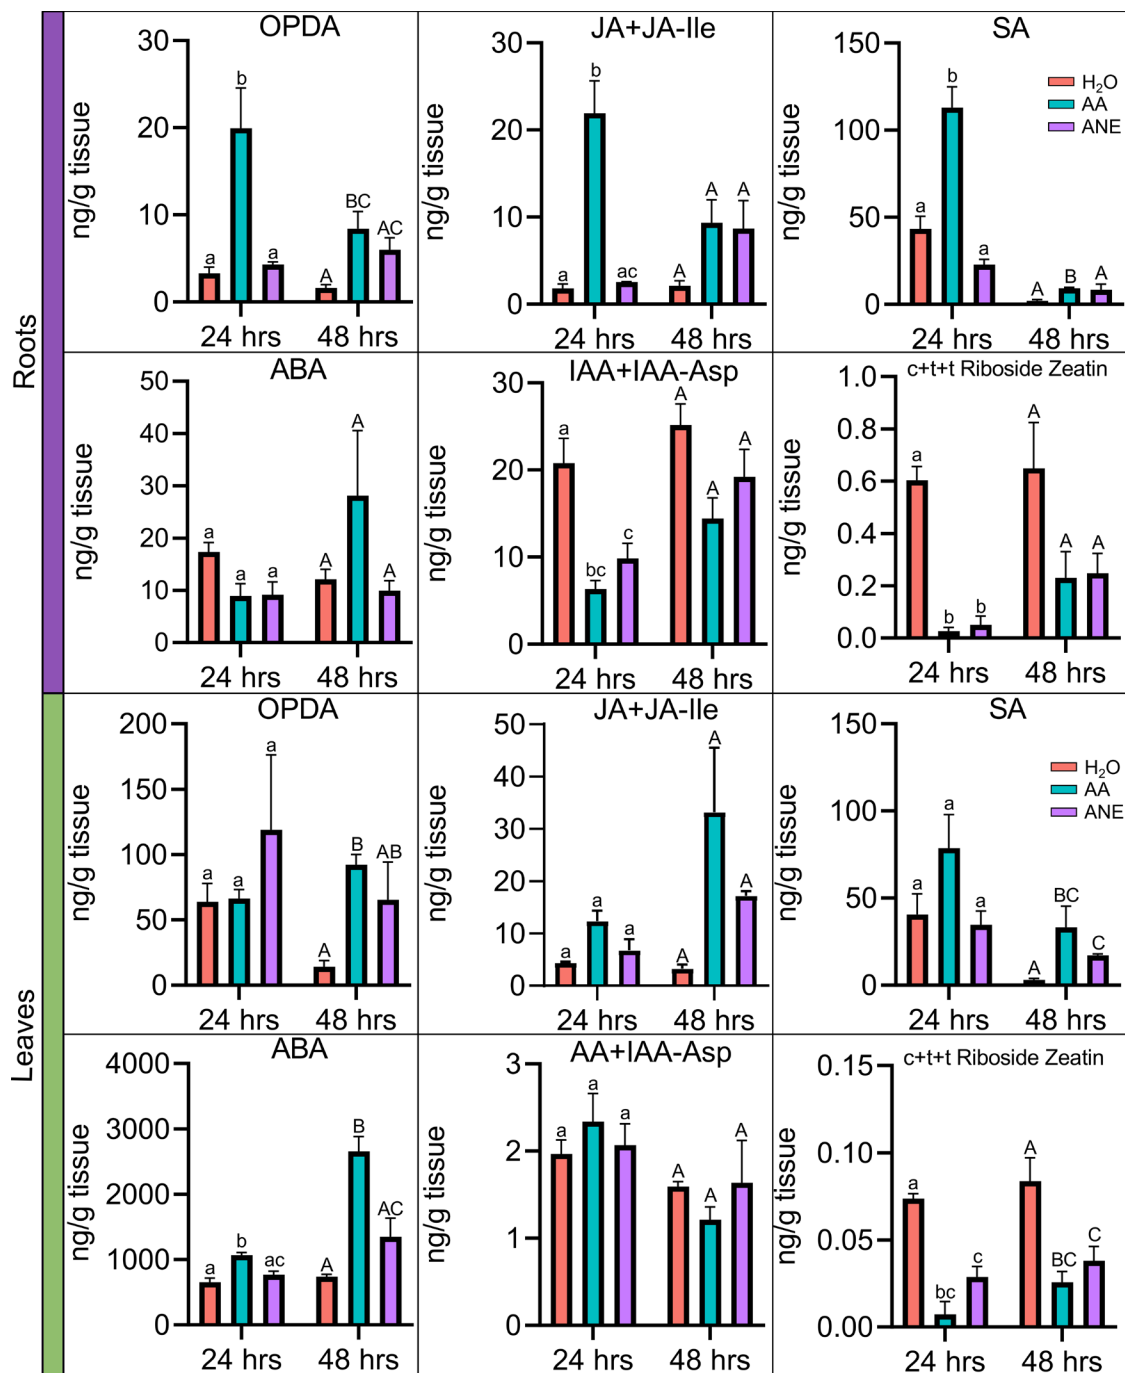 Roots
OPDA
ng/g tissue
30
20
10
0
a
b
a
A
BC
AC
24 hrs
48 hrs
JA+JA-Ile
ng/g tissue
30
20
10
0
a
b
ac
A
A
A
24 hrs
48 hrs
SA
ng/g tissue
150
100
50
0
a
b
a
A
B
A
H₂O
AA
ANE
24 hrs
48 hrs
ABA
ng/g tissue
50
40
30
20
10
0
a
a
a
A
A
A
24 hrs
48 hrs
IAA+IAA-Asp
ng/g tissue
30
20
10
0
a
bc
c
A
A
A
24 hrs
48 hrs
c+t+t Riboside Zeatin
ng/g tissue
1.0
0.8
0.6
0.4
0.2
0.0
a
b
b
A
A
A
24 hrs
48 hrs
Leaves
OPDA
ng/g tissue
200
150
100
50
0
a
a
a
A
B
AB
24 hrs
48 hrs
JA+JA-Ile
ng/g tissue
50
40
30
20
10
0
a
a
a
A
A
A
24 hrs
48 hrs
SA
ng/g tissue
150
100
50
0
a
a
a
A
BC
C
H₂O
AA
ANE
24 hrs
48 hrs
ABA
ng/g tissue
4000
3000
2000
1000
0
a
b
ac
A
B
AC
24 hrs
48 hrs
AA+IAA-Asp
ng/g tissue
3
2
1
0
a
a
a
A
A
A
24 hrs
48 hrs
c+t+t Riboside Zeatin
ng/g tissue
0.15
0.10
0.05
0.00
a
bc
c
A
BC
C
24 hrs
48 hrs